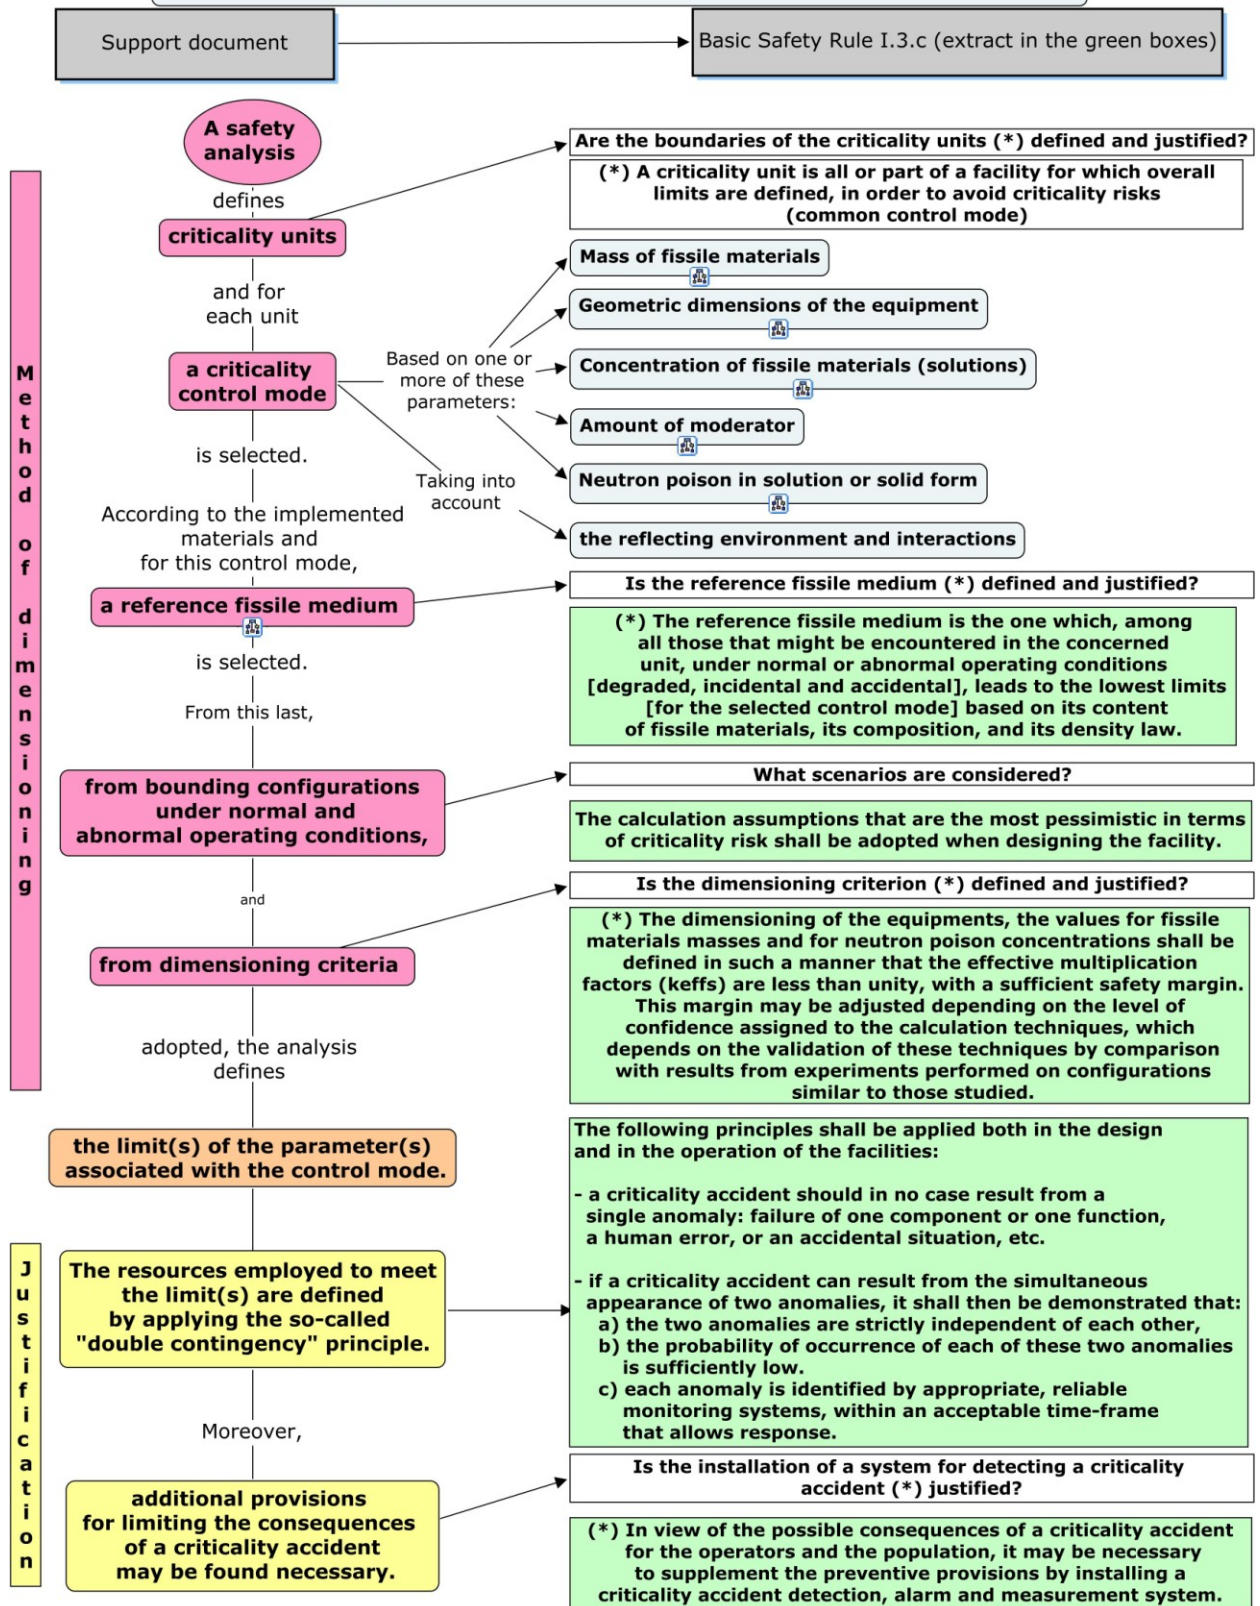 Support document
Basic Safety Rule I.3.c (extract in the green boxes)
A safety
analysis
defines
criticality units
and for
each unit
a criticality
control mode
is selected.
According to the implemented
materials and
for this control mode,
a reference fissile medium
is selected.
From this last,
from bounding configurations
under normal and
abnormal operating conditions,
and
from dimensioning criteria
adopted, the analysis
defines
the limit(s) of the parameter(s)
associated with the control mode.
The resources employed to meet
the limit(s) are defined
by applying the so-called
"double contingency" principle.
Moreover,
additional provisions
for limiting the consequences
of a criticality accident
may be found necessary.
Method of dimensioning
Justification
Are the boundaries of the criticality units (*) defined and justified?
(*) A criticality unit is all or part of a facility for which overall
limits are defined, in order to avoid criticality risks
(common control mode)
Based on one or
more of these
parameters:
Mass of fissile materials
Geometric dimensions of the equipment
Concentration of fissile materials (solutions)
Amount of moderator
Neutron poison in solution or solid form
Taking into
account
the reflecting environment and interactions
Is the reference fissile medium (*) defined and justified?
(*) The reference fissile medium is the one which, among
all those that might be encountered in the concerned
unit, under normal or abnormal operating conditions
[degraded, incidental and accidental], leads to the lowest limits
[for the selected control mode] based on its content
of fissile materials, its composition, and its density law.
What scenarios are considered?
The calculation assumptions that are the most pessimistic in terms
of criticality risk shall be adopted when designing the facility.
Is the dimensioning criterion (*) defined and justified?
(*) The dimensioning of the equipments, the values for fissile
materials masses and for neutron poison concentrations shall be
defined in such a manner that the effective multiplication
factors (keffs) are less than unity, with a sufficient safety margin.
This margin may be adjusted depending on the level of
confidence assigned to the calculation techniques, which
depends on the validation of these techniques by comparison
with results from experiments performed on configurations
similar to those studied.
The following principles shall be applied both in the design
and in the operation of the facilities:
- a criticality accident should in no case result from a
single anomaly: failure of one component or one function,
a human error, or an accidental situation, etc.
- if a criticality accident can result from the simultaneous
appearance of two anomalies, it shall then be demonstrated that:
a) the two anomalies are strictly independent of each other,
b) the probability of occurrence of each of these two anomalies
is sufficiently low.
c) each anomaly is identified by appropriate, reliable
monitoring systems, within an acceptable time-frame
that allows response.
Is the installation of a system for detecting a criticality
accident (*) justified?
(*) In view of the possible consequences of a criticality accident
for the operators and the population, it may be necessary
to supplement the preventive provisions by installing a
criticality accident detection, alarm and measurement system.